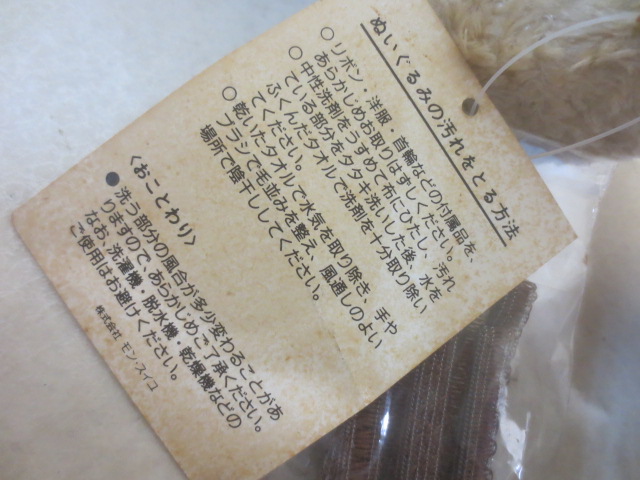 ぬいぐるみの汚れをとる方法
○ リボン・洋服・首輪などの付属品を、
あらかじめお取りはずしください。汚れ
○ 中性洗剤をうすめて布にひたし、水を
ている部分をタタキ洗いした後、水を
ふくんだタオルで洗剤を十分取り除い
てください。
○ 乾いたタオルで水気を取り除き、手や
ブラシで毛並みを整え、風通しのよい
場所で陰干ししてください。
〈おことわり〉
● 洗う部分の風合が多少変わることがあ
りますので、あらかじめご了承ください。
なお、洗濯機・脱水機・乾燥機などの
ご使用はお避けください。
株式会社 モン・スイユ